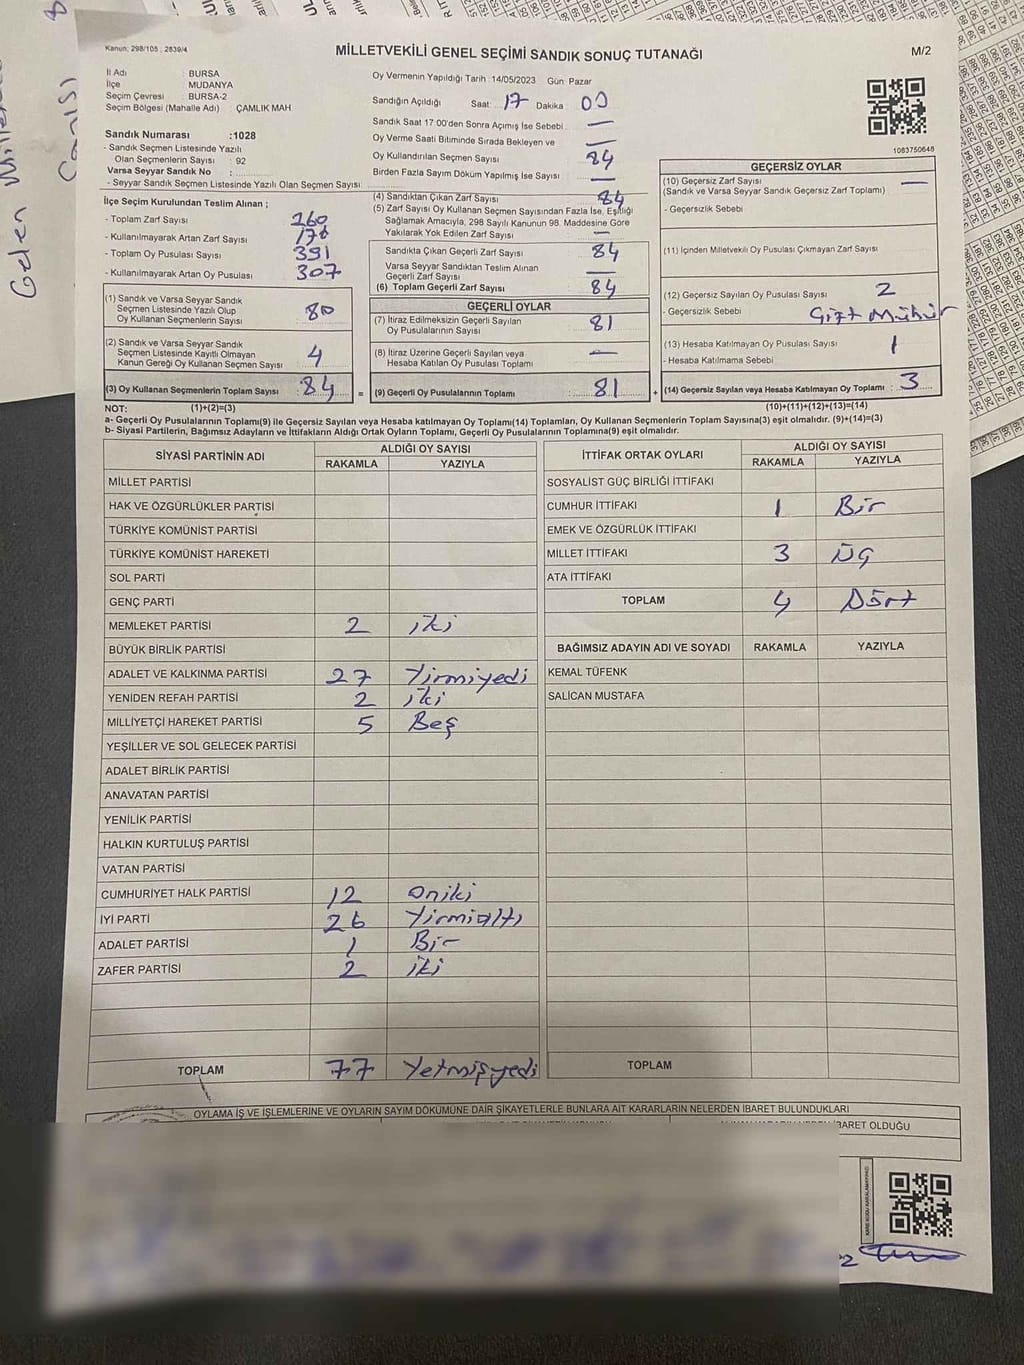 Gelen
Kanun; 298/105 ; 2839/4
MİLLETVEKİLİ GENEL SEÇİMİ SANDIK SONUÇ TUTANAĞI
M/2
İl Adı : BURSA
İlçe : MUDANYA
Seçim Çevresi : BURSA-2
Seçim Bölgesi (Mahalle Adı) : ÇAMLIK MAH
Sandık Numarası :1028
- Sandık Seçmen Listesinde Yazılı
Olan Seçmenlerin Sayısı : 92
Varsa Seyyar Sandık No :
- Seyyar Sandık Seçmen Listesinde Yazılı Olan Seçmen Sayısı:
İlçe Seçim Kurulundan Teslim Alınan ;
- Toplam Zarf Sayısı 260
- Kullanılmayarak Artan Zarf Sayısı 176
- Toplam Oy Pusulası Sayısı 391
- Kullanılmayarak Artan Oy Pusulası 307
(1) Sandık ve Varsa Seyyar Sandık
Seçmen Listesinde Yazılı Olup
Oy Kullanan Seçmenlerin Sayısı : 80
(2) Sandık ve Varsa Seyyar Sandık
Seçmen Listesinde Kayıtlı Olmayan
Kanun Gereği Oy Kullanan Seçmen Sayısı : 4
(3) Oy Kullanan Seçmenlerin Toplam Sayısı : 84 =
Oy Vermenin Yapıldığı Tarih : 14/05/2023 Gün: Pazar
Sandığın Açıldığı Saat: 17 Dakika 00
Sandık Saat 17:00'den Sonra Açımış İse Sebebi : —
Oy Verme Saati Bitiminde Sırada Bekleyen ve —
Oy Kullandırılan Seçmen Sayısı 84
Birden Fazla Sayım Döküm Yapılmış İse Sayısı : —
(4) Sandıktan Çıkan Zarf Sayısı : 84
(5) Zarf Sayısı Oy Kullanan Seçmen Sayısından Fazla İse, Eşitliği
Sağlamak Amacıyla, 298 Sayılı Kanunun 98. Maddesine Göre
Yakılarak Yok Edilen Zarf Sayısı : —
Sandıkta Çıkan Geçerli Zarf Sayısı : 84
Varsa Seyyar Sandıktan Teslim Alınan
Geçerli Zarf Sayısı : —
(6) Toplam Geçerli Zarf Sayısı : 84
GEÇERLİ OYLAR
(7) İtiraz Edilmeksizin Geçerli Sayılan
Oy Pusulalarının Sayısı : 81
(8) İtiraz Üzerine Geçerli Sayılan veya
Hesaba Katılan Oy Pusulası Toplamı : —
(9) Geçerli Oy Pusulalarının Toplamı : 81 +
1083750648
GEÇERSİZ OYLAR
(10) Geçersiz Zarf Sayısı : —
(Sandık ve Varsa Seyyar Sandık Geçersiz Zarf Toplamı)
- Geçersizlik Sebebi
(11) İçinden Milletvekili Oy Pusulası Çıkmayan Zarf Sayısı
(12) Geçersiz Sayılan Oy Pusulası Sayısı : 2
- Geçersizlik Sebebi : Çift Mühür
(13) Hesaba Katılmayan Oy Pusulası Sayısı : 1
- Hesaba Katılmama Sebebi
(14) Geçersiz Sayılan veya Hesaba Katılmayan Oy Toplamı : 3
NOT: (1)+(2)=(3) (10)+(11)+(12)+(13)=(14)
a- Geçerli Oy Pusulalarının Toplamı(9) ile Geçersiz Sayılan veya Hesaba katılmayan Oy Toplamı(14) Toplamları, Oy Kullanan Seçmenlerin Toplam Sayısına(3) eşit olmalıdır. (9)+(14)=(3)
b- Siyasi Partilerin, Bağımsız Adayların ve İttifakların Aldığı Ortak Oyların Toplamı, Geçerli Oy Pusulalarının Toplamına(9) eşit olmalıdır.
SİYASİ PARTİNİN ADI ALDIĞI OY SAYISI
RAKAMLA YAZIYLA
MİLLET PARTİSİ
HAK VE ÖZGÜRLÜKLER PARTİSİ
TÜRKİYE KOMÜNİST PARTİSİ
TÜRKİYE KOMÜNİST HAREKETİ
SOL PARTİ
GENÇ PARTİ
MEMLEKET PARTİSİ 2 iki
BÜYÜK BİRLİK PARTİSİ
ADALET VE KALKINMA PARTİSİ 27 Yirmiyedi
YENİDEN REFAH PARTİSİ 2 iki
MİLLİYETÇİ HAREKET PARTİSİ 5 Beş
YEŞİLLER VE SOL GELECEK PARTİSİ
ADALET BİRLİK PARTİSİ
ANAVATAN PARTİSİ
YENİLİK PARTİSİ
HALKIN KURTULUŞ PARTİSİ
VATAN PARTİSİ
CUMHURİYET HALK PARTİSİ 12 Oniki
İYİ PARTİ 26 Yirmialtı
ADALET PARTİSİ 1 Bir
ZAFER PARTİSİ 2 iki
TOPLAM 77 Yetmişyedi
İTTİFAK ORTAK OYLARI ALDIĞI OY SAYISI
RAKAMLA YAZIYLA
SOSYALİST GÜÇ BİRLİĞİ İTTİFAKI
CUMHUR İTTİFAKI 1 Bir
EMEK VE ÖZGÜRLÜK İTTİFAKI
MİLLET İTTİFAKI 3 Üç
ATA İTTİFAKI
TOPLAM 4 Dört
BAĞIMSIZ ADAYIN ADI VE SOYADI RAKAMLA YAZIYLA
KEMAL TÜFENK
SALİCAN MUSTAFA
TOPLAM
OYLAMA İŞ VE İŞLEMLERİNE VE OYLARIN SAYIM DÖKÜMÜNE DAİR ŞİKAYETLERLE BUNLARA AİT KARARLARIN NELERDEN İBARET BULUNDUKLARI
BARET OLDUĞU